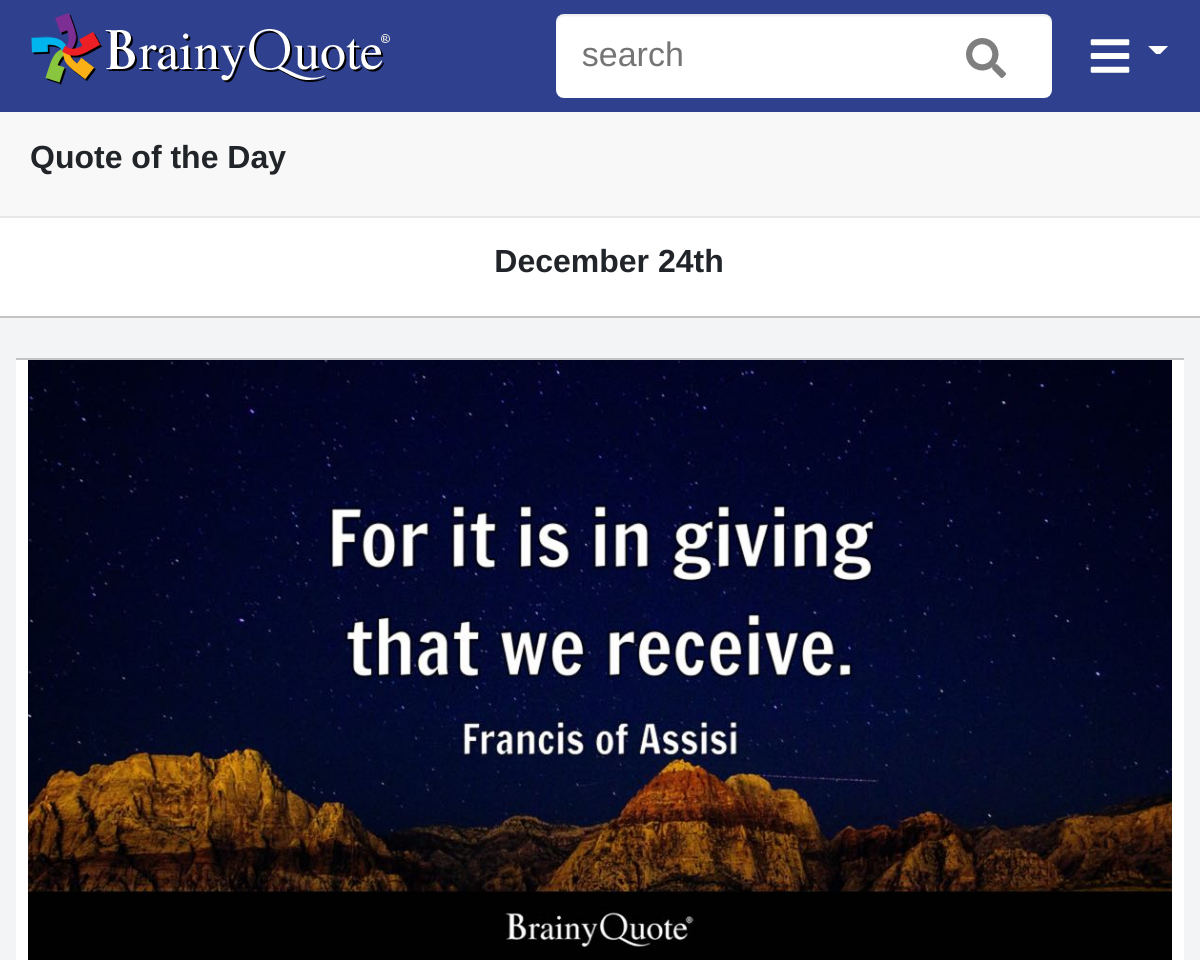 BrainyQuote®
search
Quote of the Day
December 24th
For it is in giving
that we receive.
Francis of Assisi
BrainyQuote®